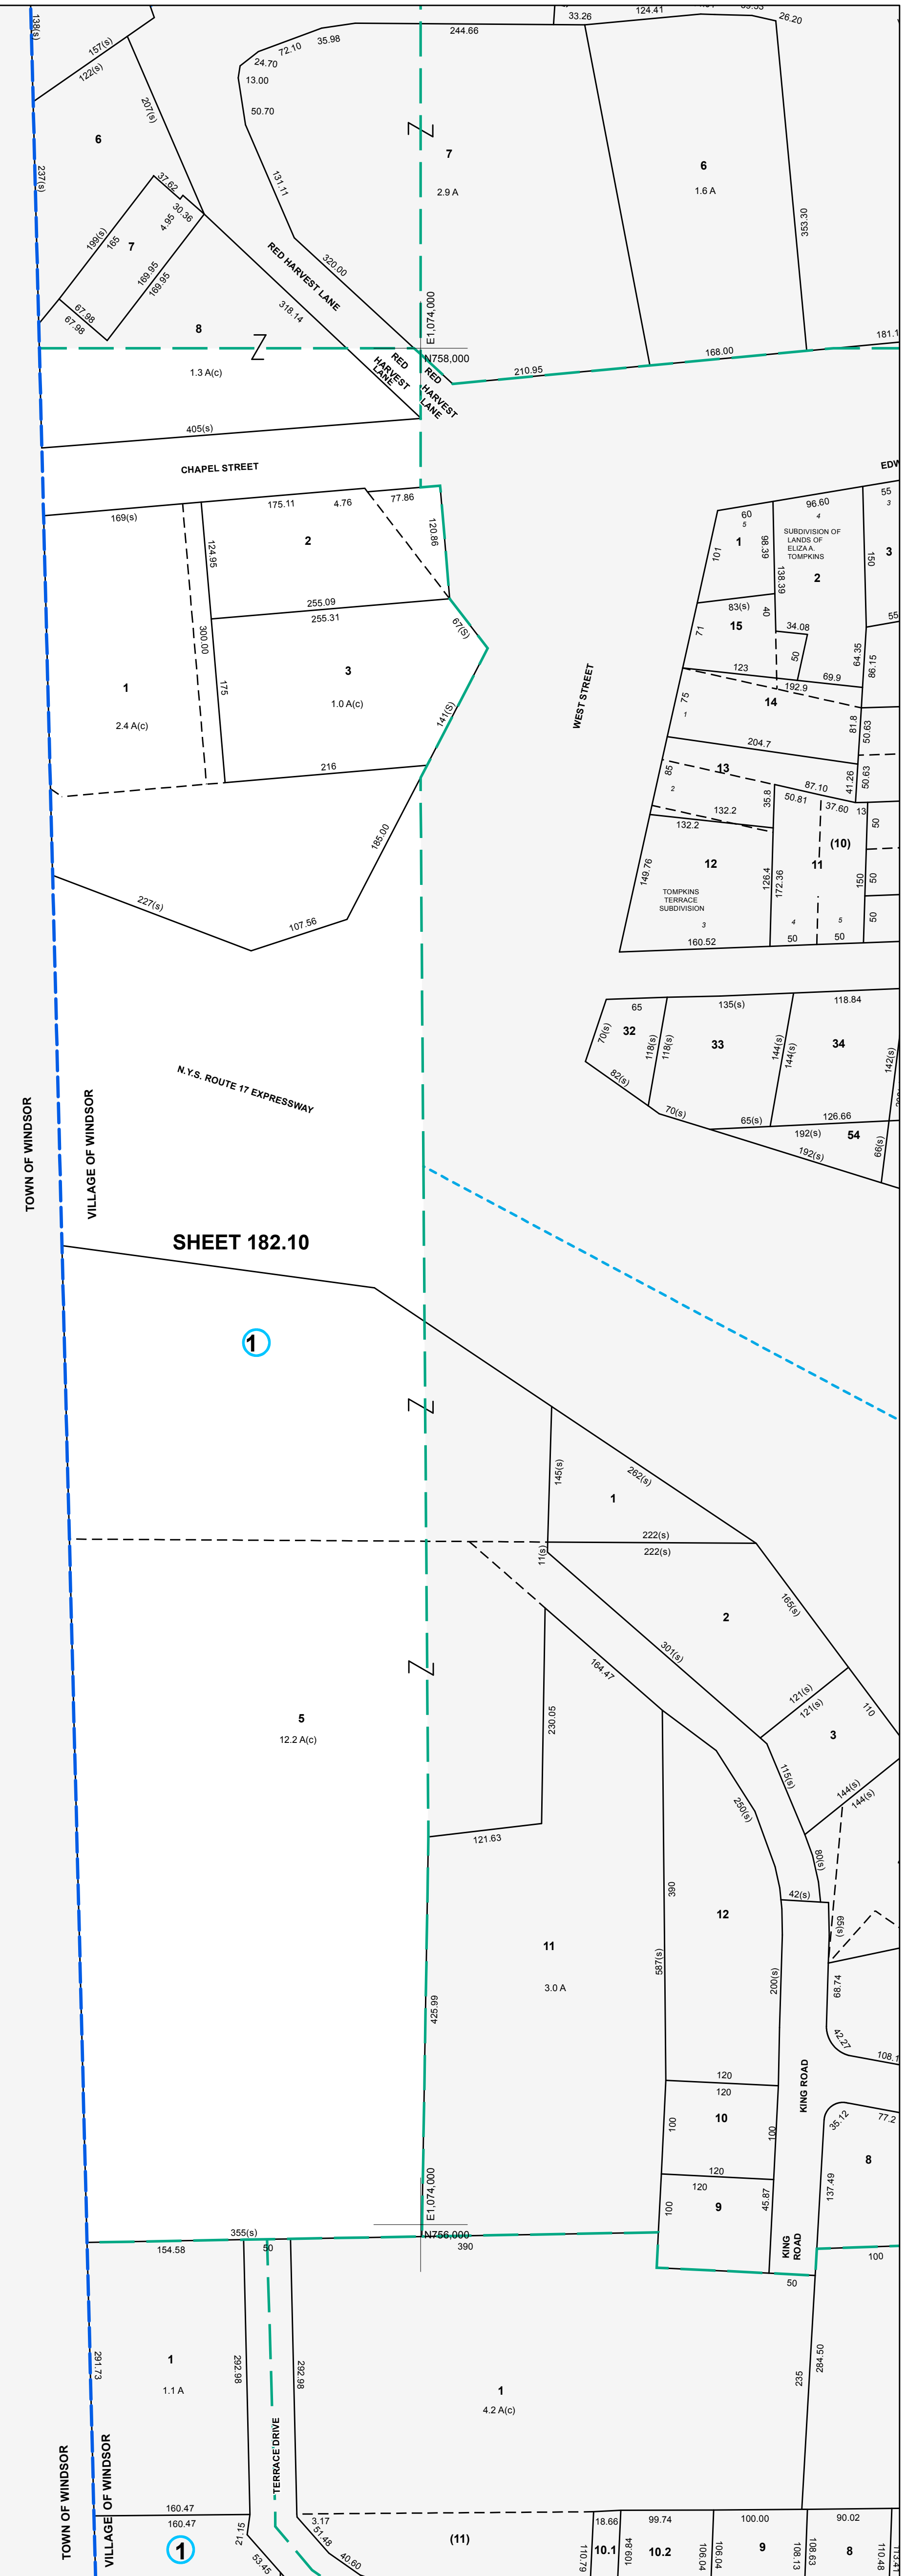 138(s)
157(s)
122(s)
207(s)
6
237(s)
35.98
72.10
24.70
13.00
50.70
131.11
244.66
33.26
124.41
26.20
7
2.9 A
6
1.6 A
353.30
37.62
30.36
4.95
199(s)
165
7
169.95
169.95
67.98
67.98
RED HARVEST LANE
320.00
318.14
8
1.3 A(c)
E1,074,000
N758,000
RED
HARVEST
LANE
RED
HARVEST
LANE
210.95
168.00
181.1
405(s)
CHAPEL STREET
EDW
169(s)
175.11
4.76
77.86
120.86
124.95
2
255.09
255.31
67(S)
300.00
175
3
1.0 A(c)
141(S)
1
2.4 A(c)
216
185.00
227(s)
107.56
WEST STREET
60
5
1
101
98.39
96.60
4
SUBDIVISION OF
LANDS OF
ELIZA A.
TOMPKINS
2
138.39
55
3
150
3
55
83(s)
40
15
71
34.08
50
64.35
86.15
123
69.9
192.9
75
1
14
81.8
50.63
204.7
13
85
2
87.10
41.26
50.63
50.81
37.60
13
35.8
132.2
132.2
(10)
11
50
12
149.76
126.4
172.36
150
50
TOMPKINS
TERRACE
SUBDIVISION
3
4
5
50
160.52
50
50
65
135(s)
118.84
32
70(s)
118(s)
118(s)
33
144(s)
144(s)
34
142(s)
82(s)
70(s)
65(s)
126.66
192(s)
54
192(s)
66(s)
N.Y.S. ROUTE 17 EXPRESSWAY
TOWN OF WINDSOR
VILLAGE OF WINDSOR
SHEET 182.10
1
145(s)
262(s)
1
222(s)
222(s)
11(s)
2
165(s)
301(s)
164.47
121(s)
121(s)
110
3
5
12.2 A(c)
230.05
115(s)
144(s)
144(s)
250(s)
121.63
80(s)
390
42(s)
12
65(s)
11
3.0 A
587(s)
200(s)
68.74
425.99
42.27
108.1
120
120
KING ROAD
10
100
100
35.12
77.2
8
120
120
9
100
45.87
137.49
E1,074,000
N756,000
355(s)
154.58
50
390
KING
ROAD
100
50
291.73
292.98
292.98
1
1.1 A
1
4.2 A(c)
235
284.50
TERRACE DRIVE
TOWN OF WINDSOR
VILLAGE OF WINDSOR
160.47
160.47
21.15
53.45
1
3.17
51.48
40.60
(11)
18.66
99.74
100.00
90.02
110.79
10.1
109.84
10.2
106.04
106.04
9
108.13
108.63
8
110.48